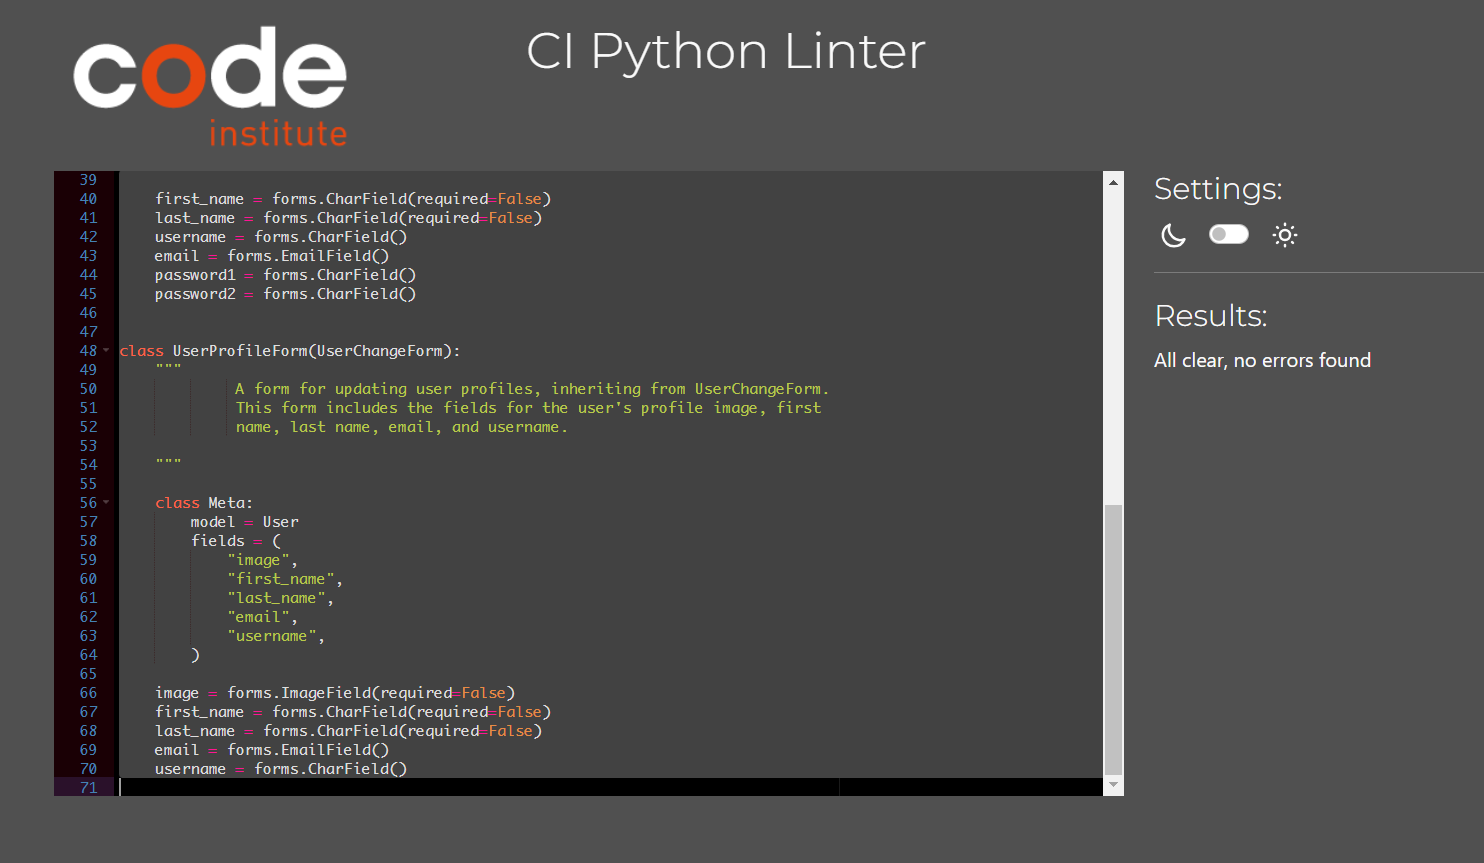 code
institute
CI Python Linter
39
40 first_name = forms.CharField(required=False)
41 last_name = forms.CharField(required=False)
42 username = forms.CharField()
43 email = forms.EmailField()
44 password1 = forms.CharField()
45 password2 = forms.CharField()
46
47
48 class UserProfileForm(UserChangeForm):
49 """
50 A form for updating user profiles, inheriting from UserChangeForm.
51 This form includes the fields for the user's profile image, first
52 name, last name, email, and username.
53
54 """
55
56 class Meta:
57 model = User
58 fields = (
59 "image",
60 "first_name",
61 "last_name",
62 "email",
63 "username",
64 )
65
66 image = forms.ImageField(required=False)
67 first_name = forms.CharField(required=False)
68 last_name = forms.CharField(required=False)
69 email = forms.EmailField()
70 username = forms.CharField()
71
Settings:
Results:
All clear, no errors found